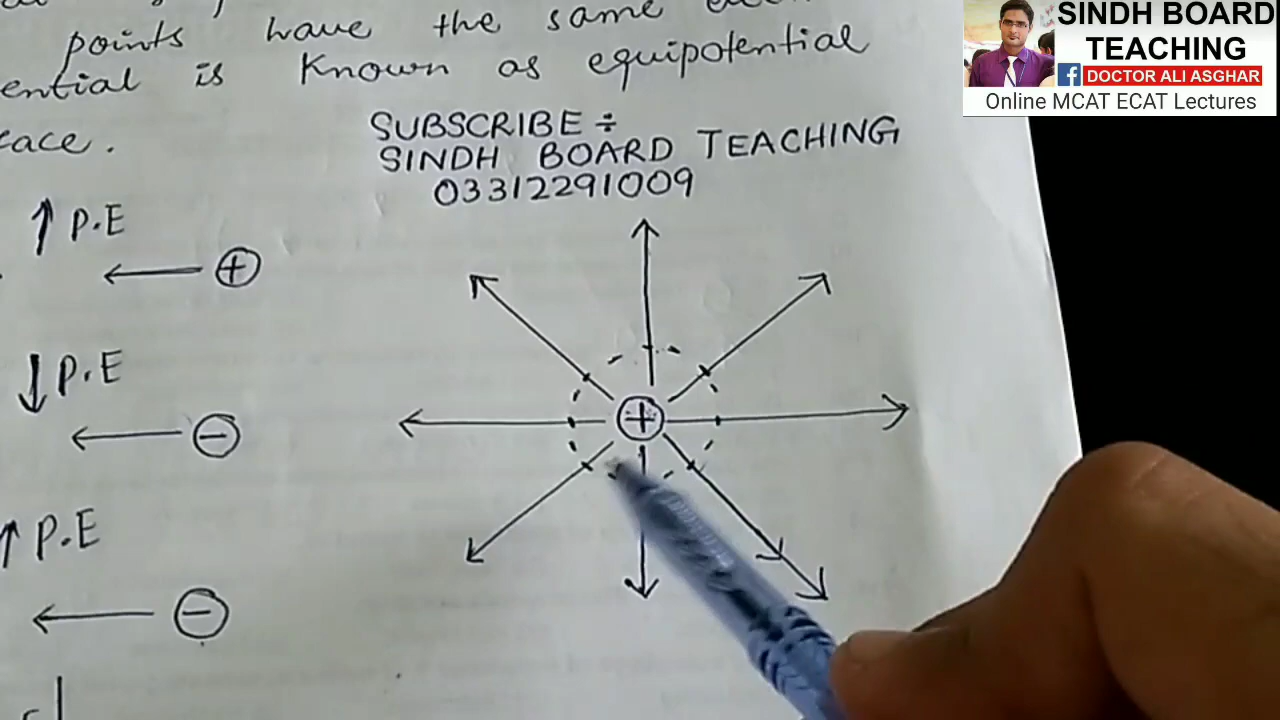 points have the same
ential is known as equipotential
face.
SUBSCRIBE ÷
SINDH BOARD TEACHING
03312291009
↑ P.E
← +
↓ P.E
← −
↑ P.E
← −
+
SINDH BOARD
TEACHING
f DOCTOR ALI ASGHAR
Online MCAT ECAT Lectures